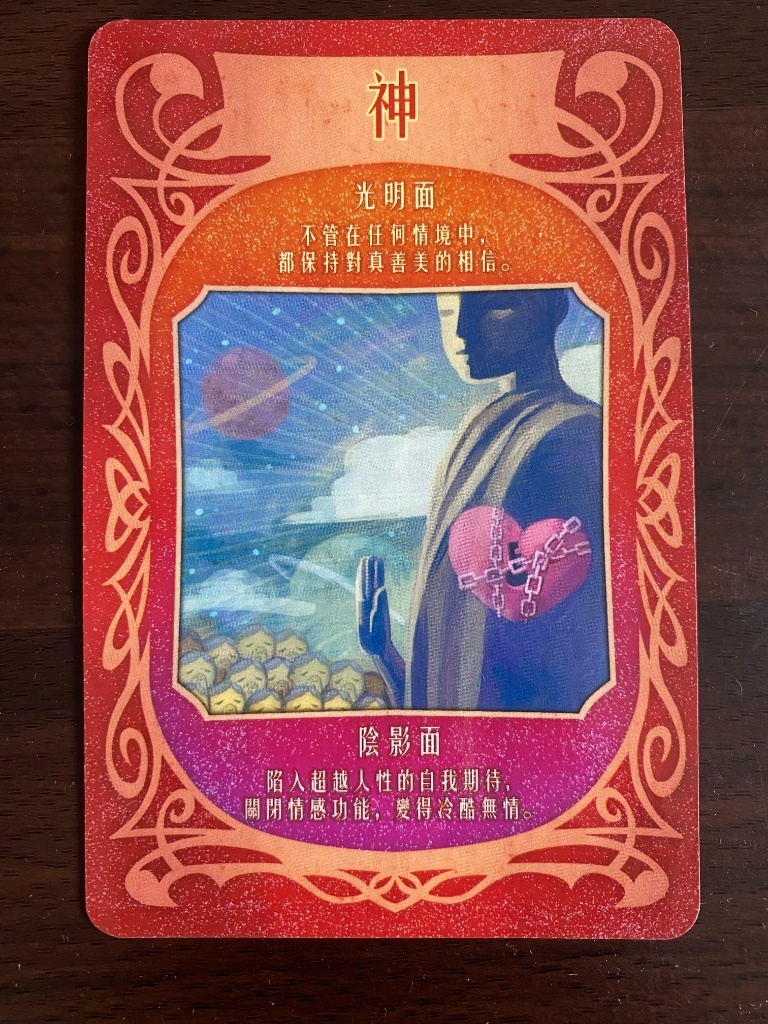 神
光明面
不管在任何情境中，
都保持對真善美的相信。
陰影面
陷入超越人性的自我期待，
關閉情感功能，變得冷酷無情。